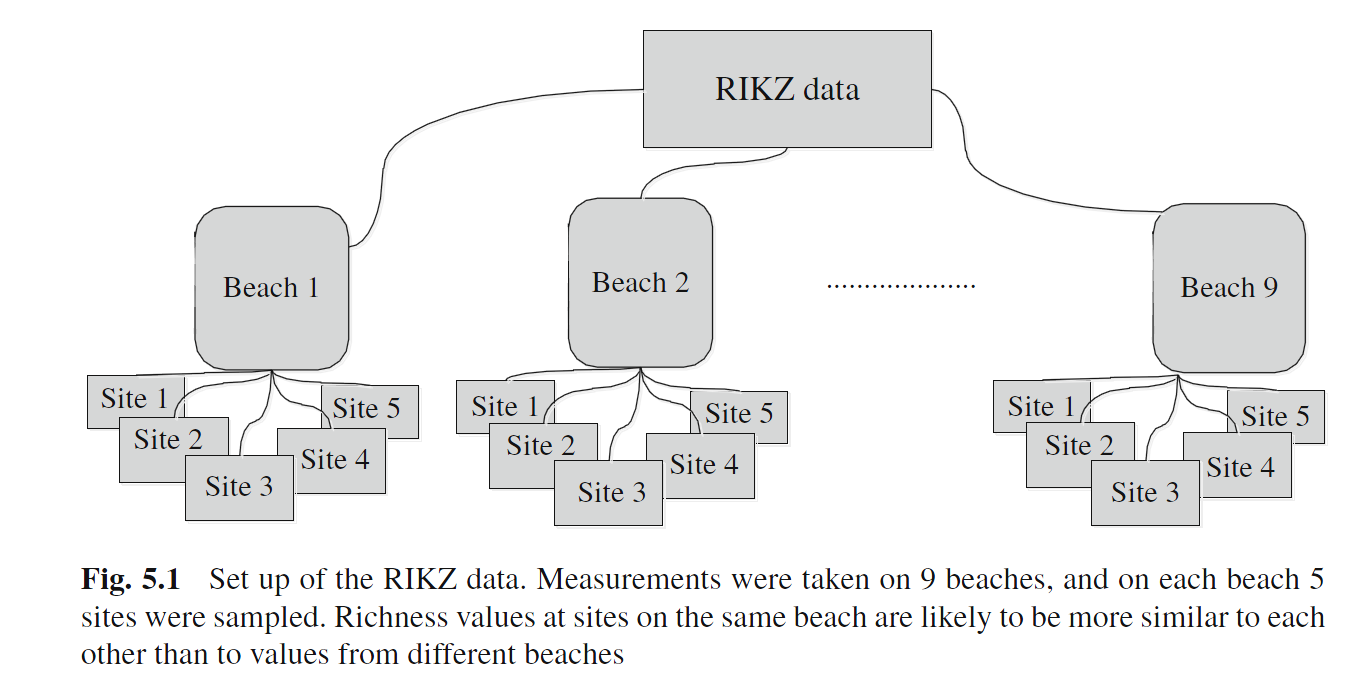 RIKZ data
Beach 1
Beach 2
....................
Beach 9
Site 1
Site 2
Site 3
Site 4
Site 5
Site 1
Site 2
Site 3
Site 4
Site 5
Site 1
Site 2
Site 3
Site 4
Site 5
Fig. 5.1 Set up of the RIKZ data. Measurements were taken on 9 beaches, and on each beach 5
sites were sampled. Richness values at sites on the same beach are likely to be more similar to each
other than to values from different beaches